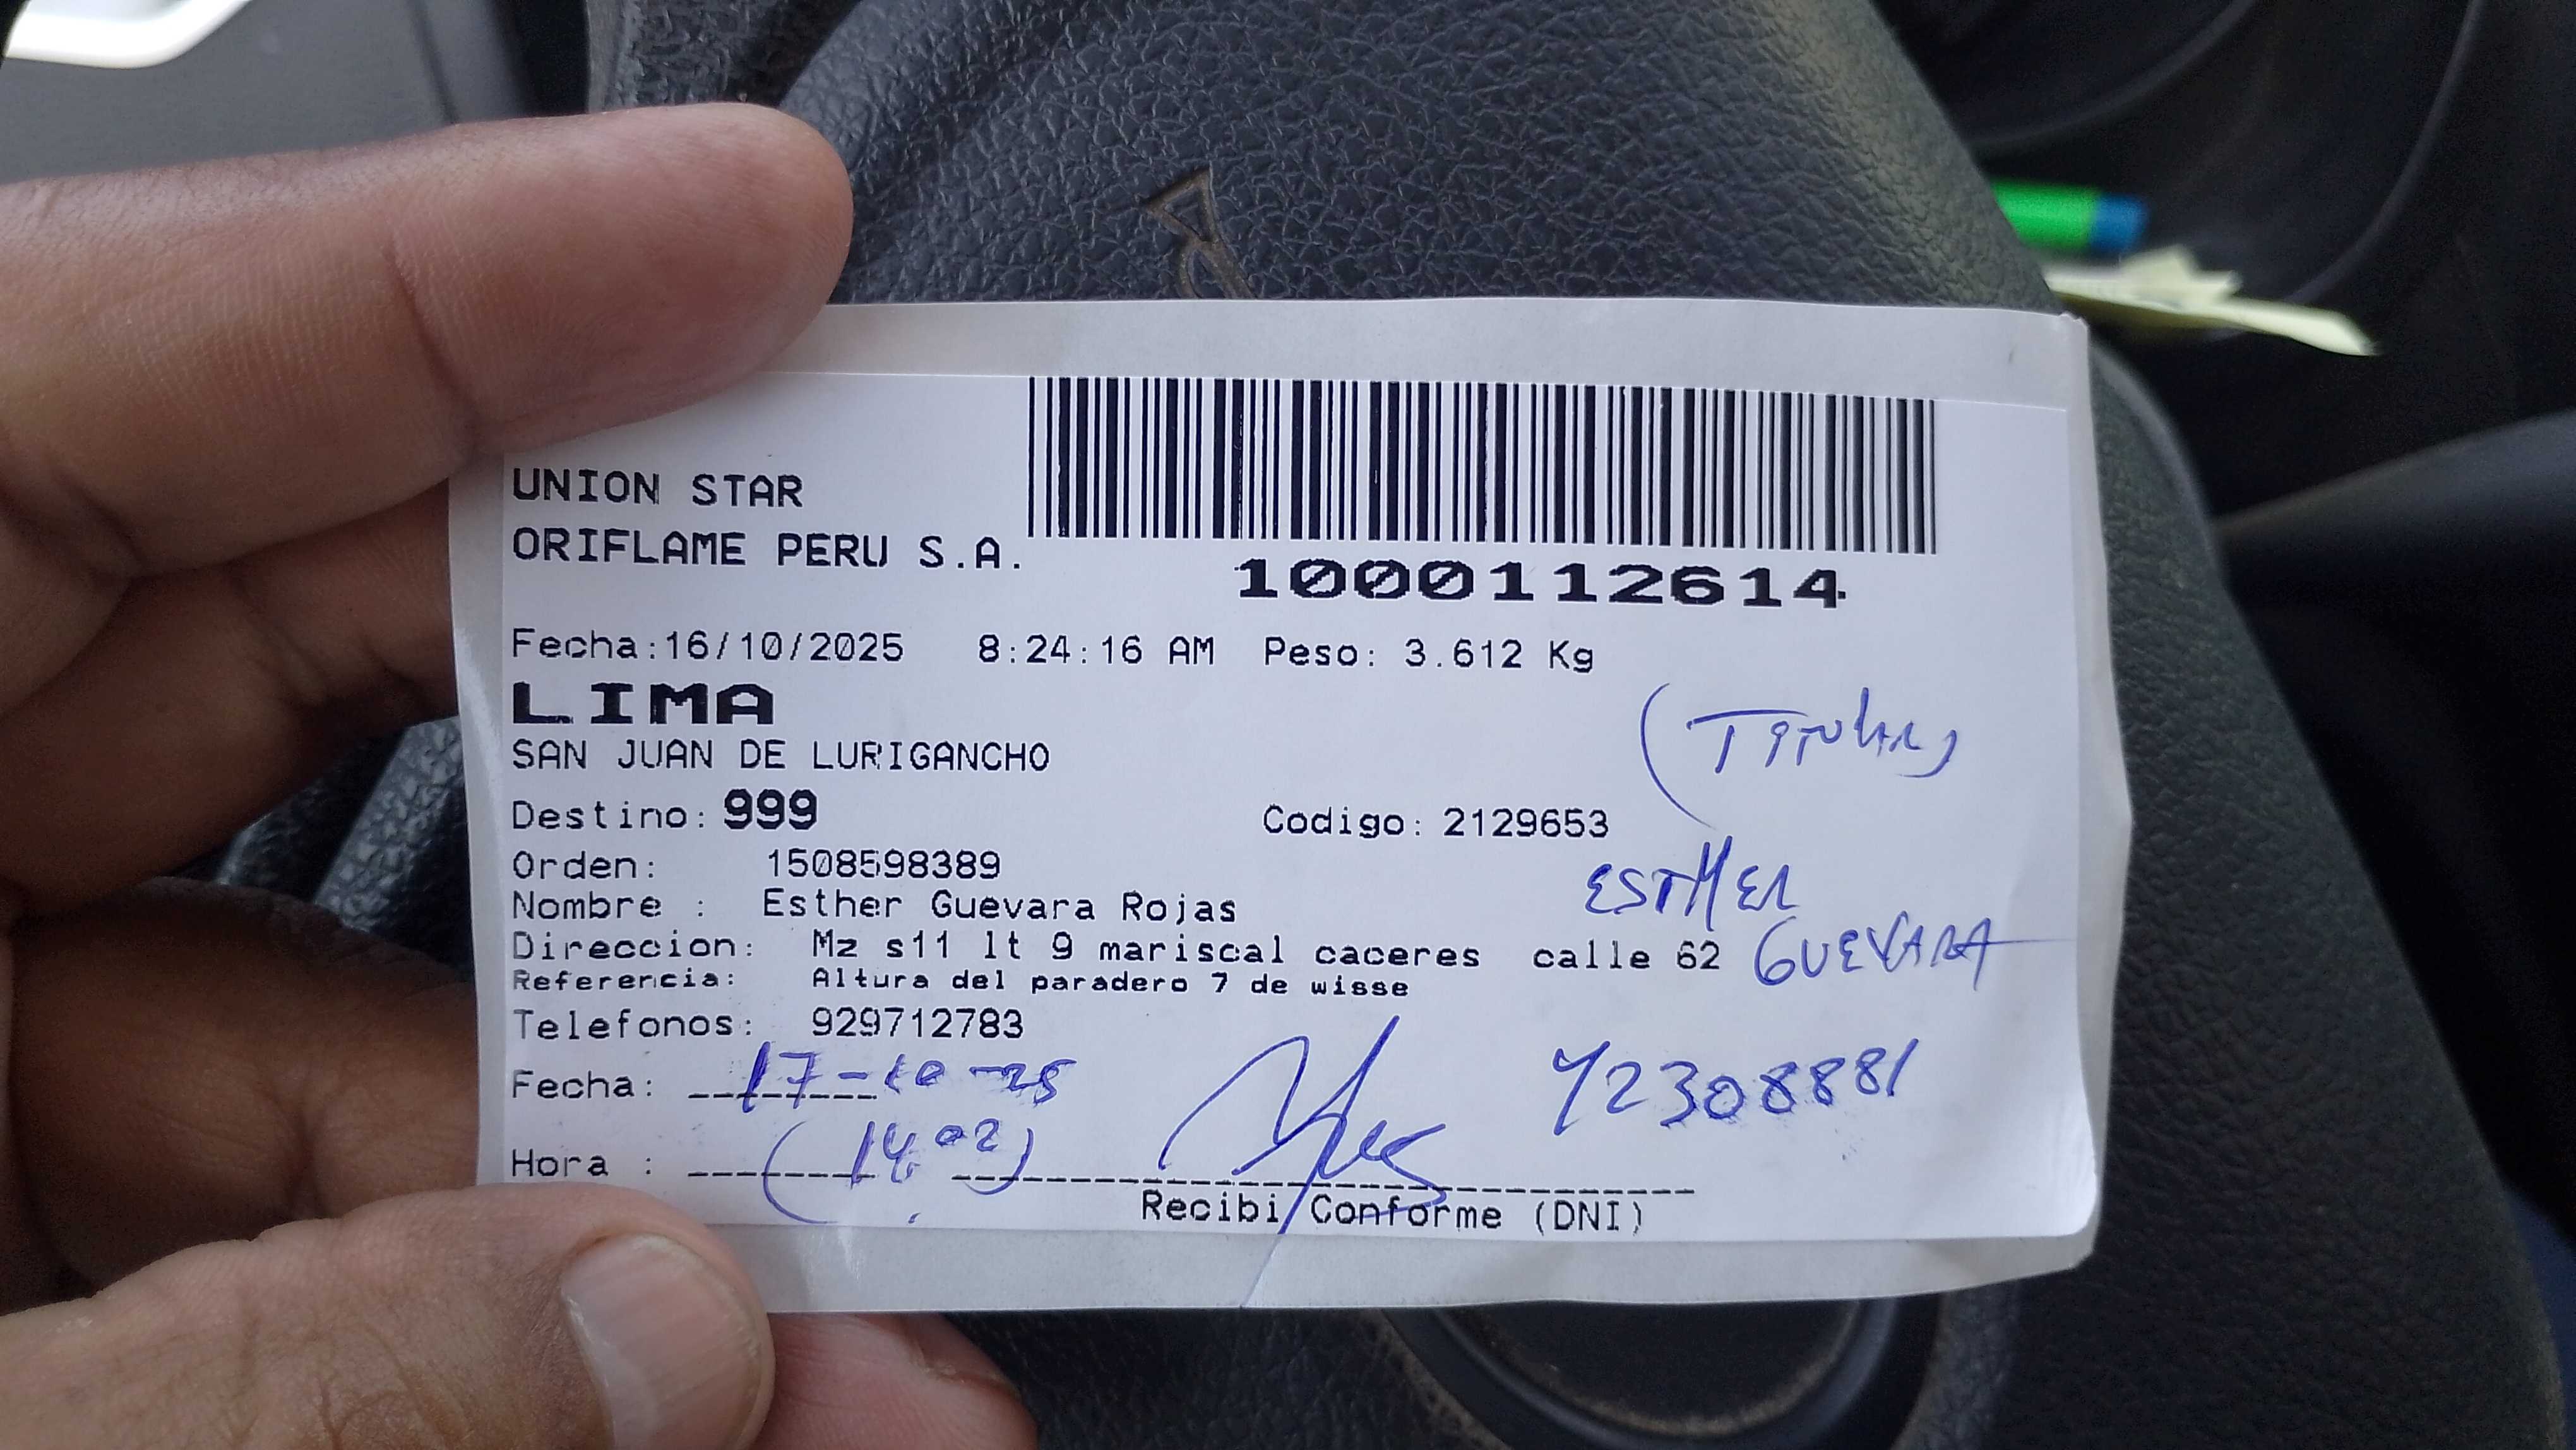 UNION STAR
ORIFLAME PERU S.A.
1000112614
Fecha:16/10/2025 8:24:16 AM Peso: 3.612 Kg
LIMA
(TITULAR)
SAN JUAN DE LURIGANCHO
Destino: 999 Codigo: 2129653
Orden: 1508598389
ESTHER
Nombre : Esther Guevara Rojas
Direccion: Mz s11 lt 9 mariscal caceres calle 62
GUEVARA
Referencia: Altura del paradero 7 de wisse
Telefonos: 929712783
Fecha: 17-10-25
Hora : (14:02)
Recibi Conforme (DNI)